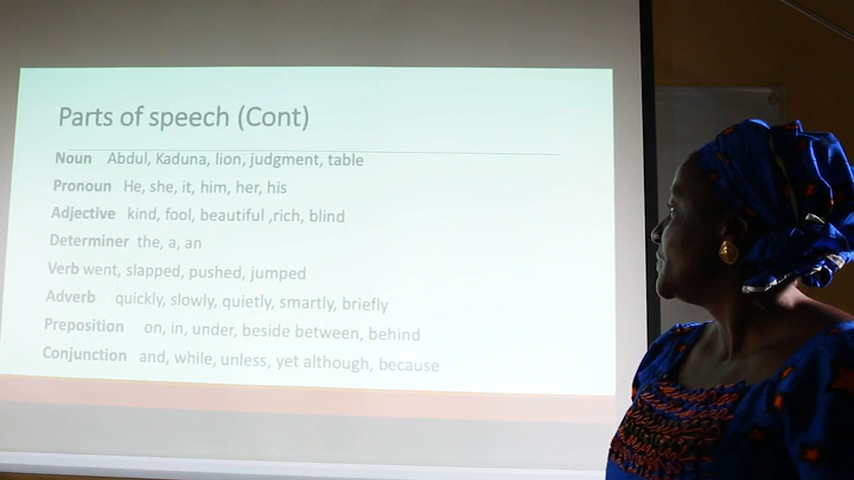 Parts of speech (Cont)
Noun Abdul, Kaduna, lion, judgment, table
Pronoun He, she, it, him, her, his
Adjective kind, fool, beautiful ,rich, blind
Determiner the, a, an
Verb went, slapped, pushed, jumped
Adverb quickly, slowly, quietly, smartly, briefly
Preposition on, in, under, beside between, behind
Conjunction and, while, unless, yet although, because